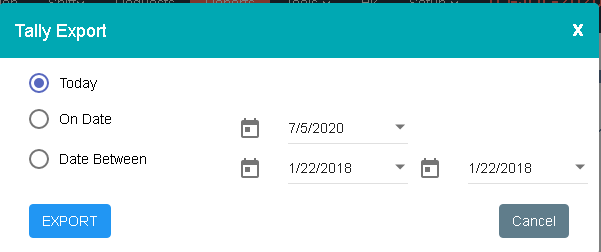 Tally Export X
Today
On Date 7/5/2020
Date Between 1/22/2018 1/22/2018
EXPORT Cancel